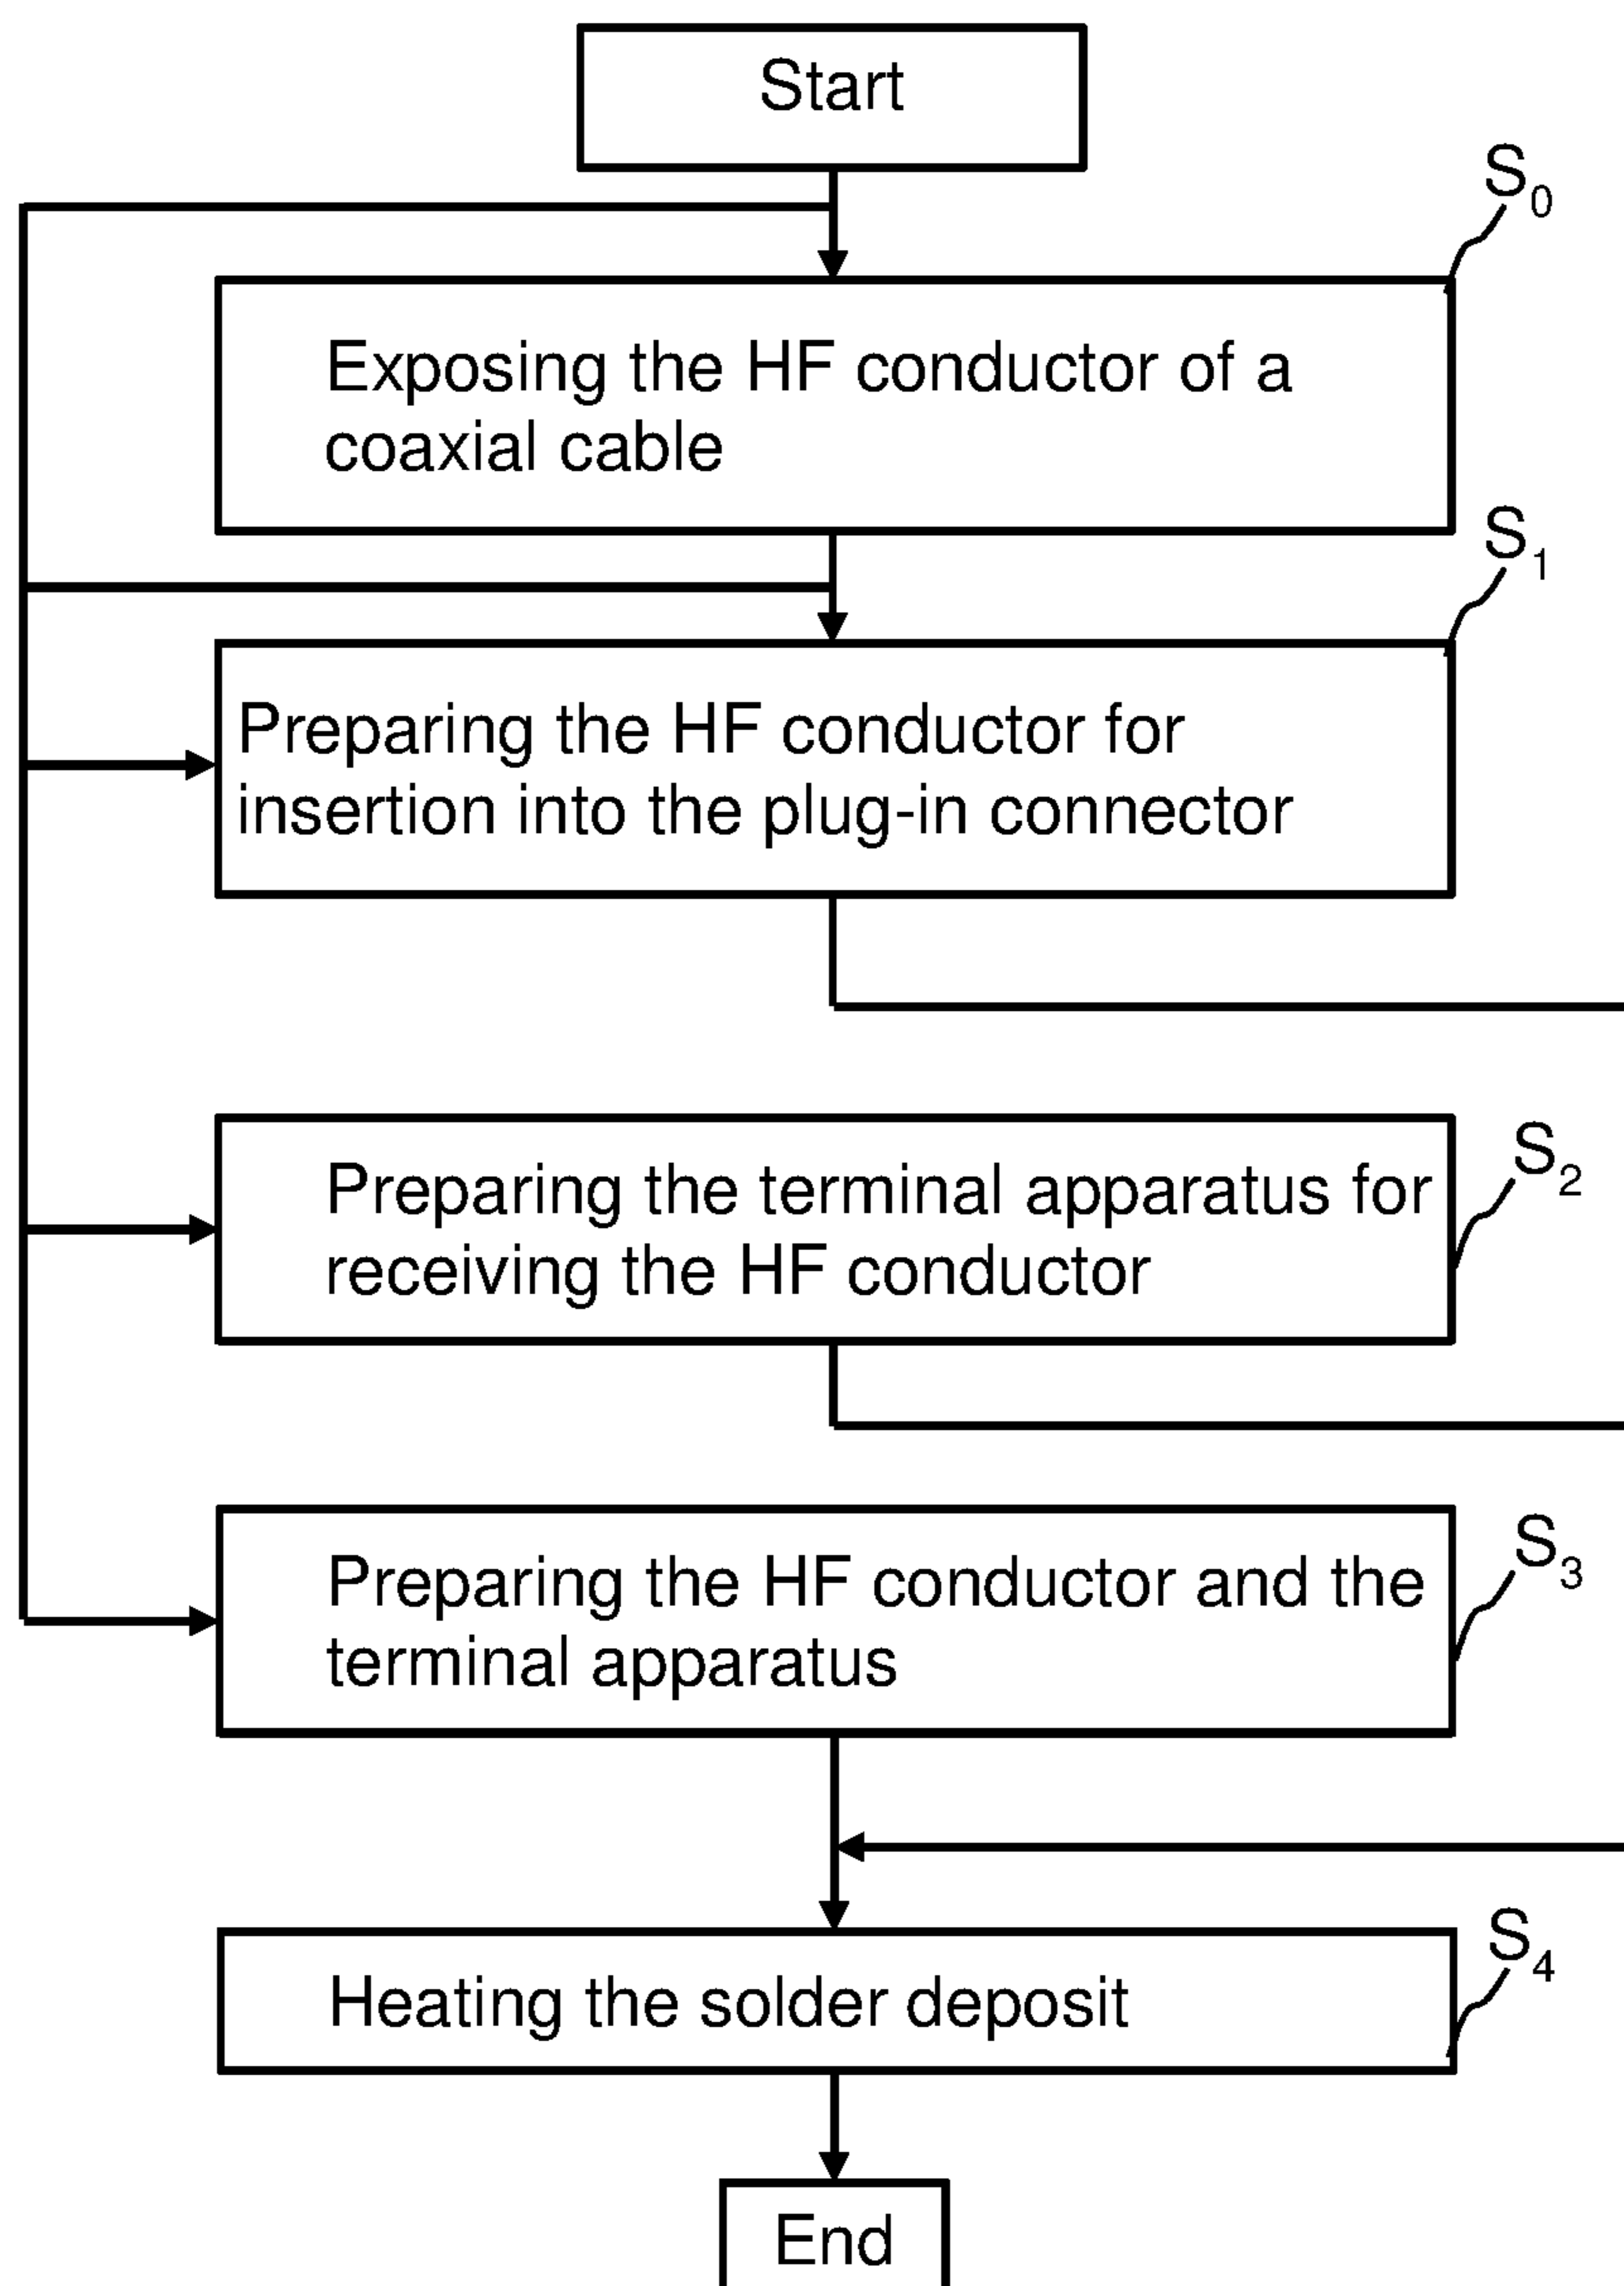 Start
S0
Exposing the HF conductor of a
coaxial cable
S1
Preparing the HF conductor for
insertion into the plug-in connector
S2
Preparing the terminal apparatus for
receiving the HF conductor
S3
Preparing the HF conductor and the
terminal apparatus
S4
Heating the solder deposit
End